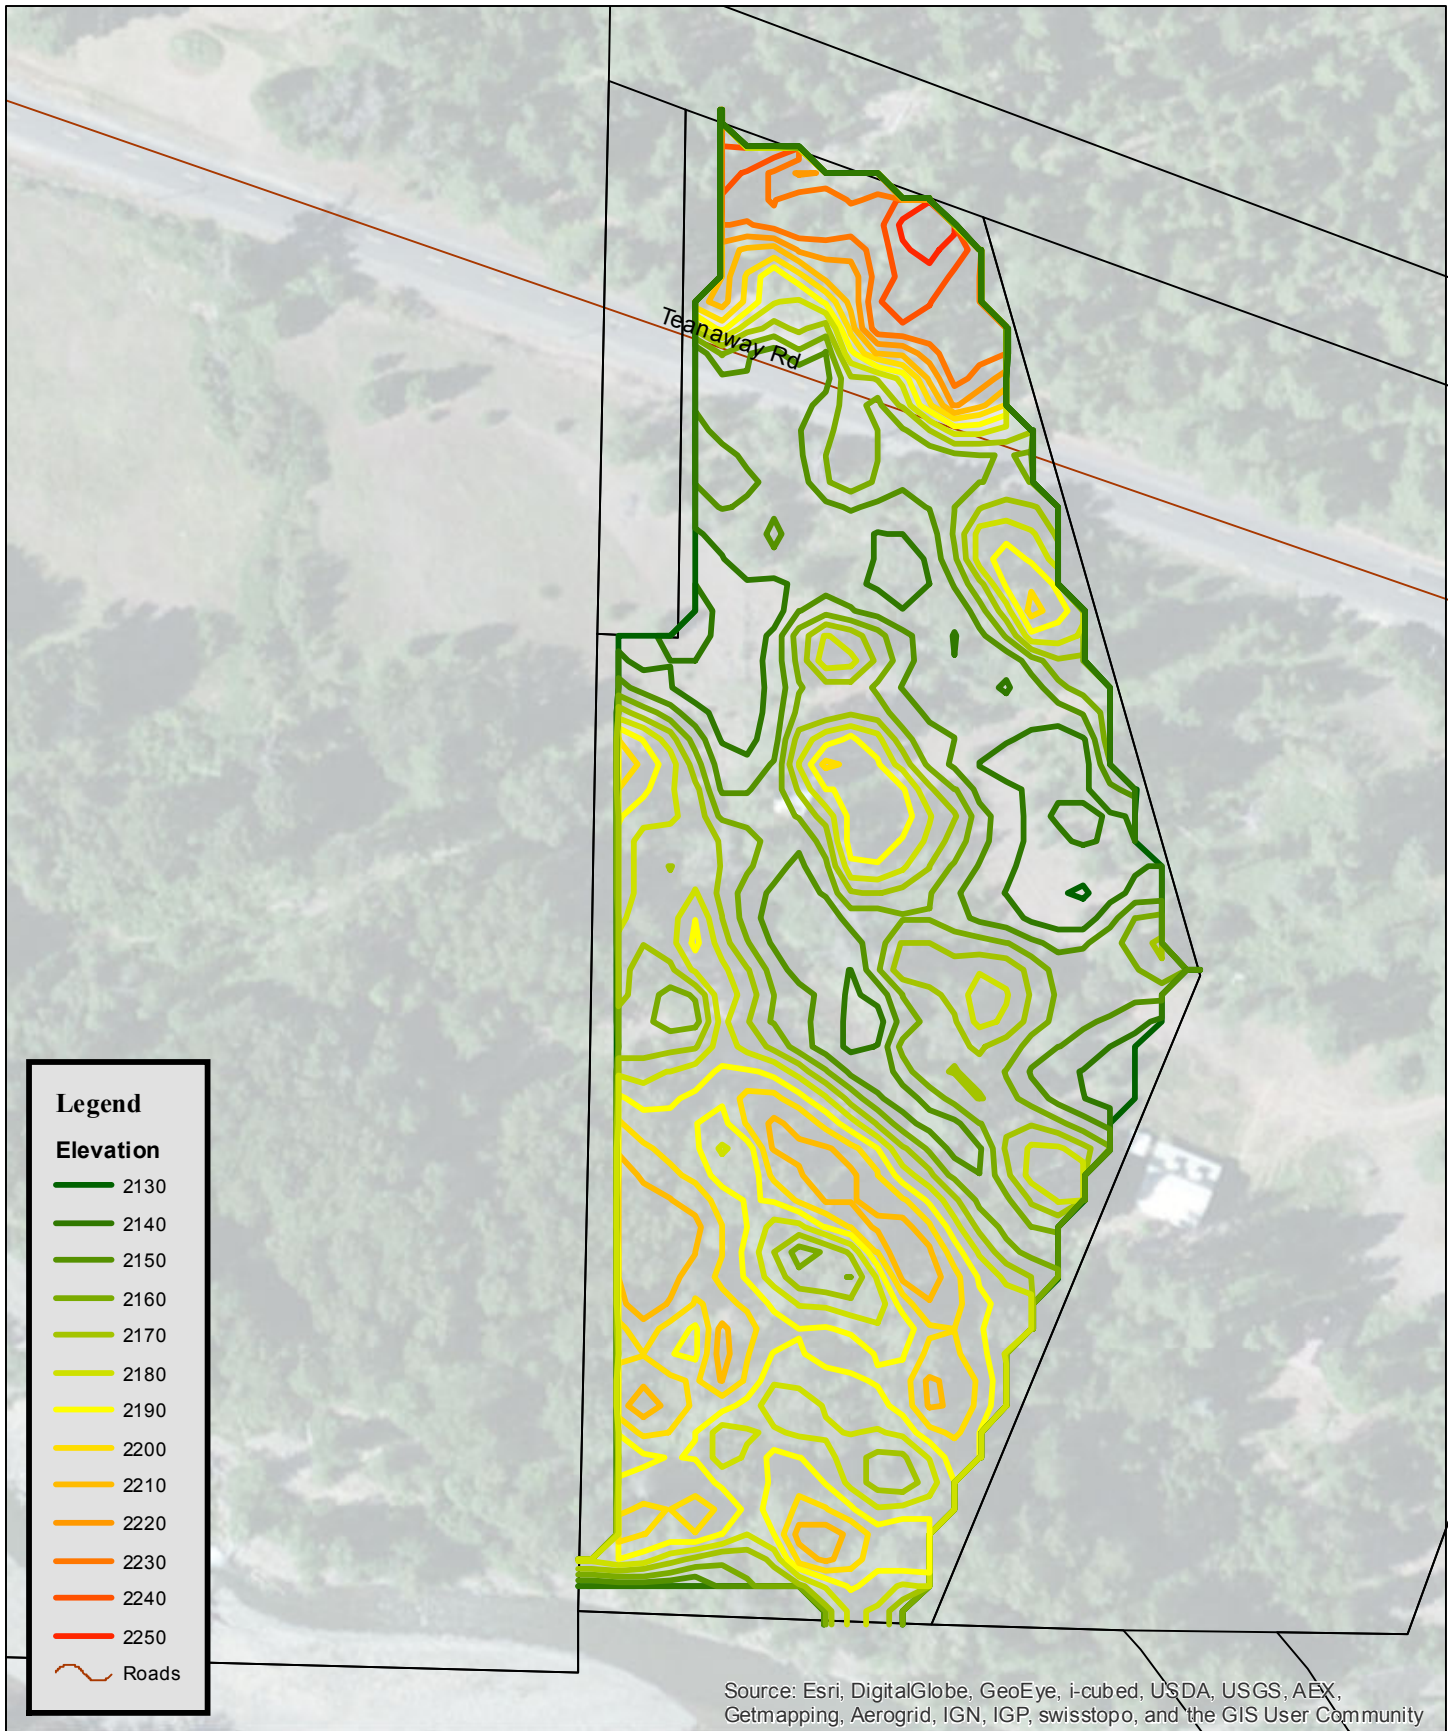 Teanaway Rd
Legend
Elevation
2130
2140
2150
2160
2170
2180
2190
2200
2210
2220
2230
2240
2250
Roads
Source: Esri, DigitalGlobe, GeoEye, i-cubed, USDA, USGS, AEX,
Getmapping, Aerogrid, IGN, IGP, swisstopo, and the GIS User Community